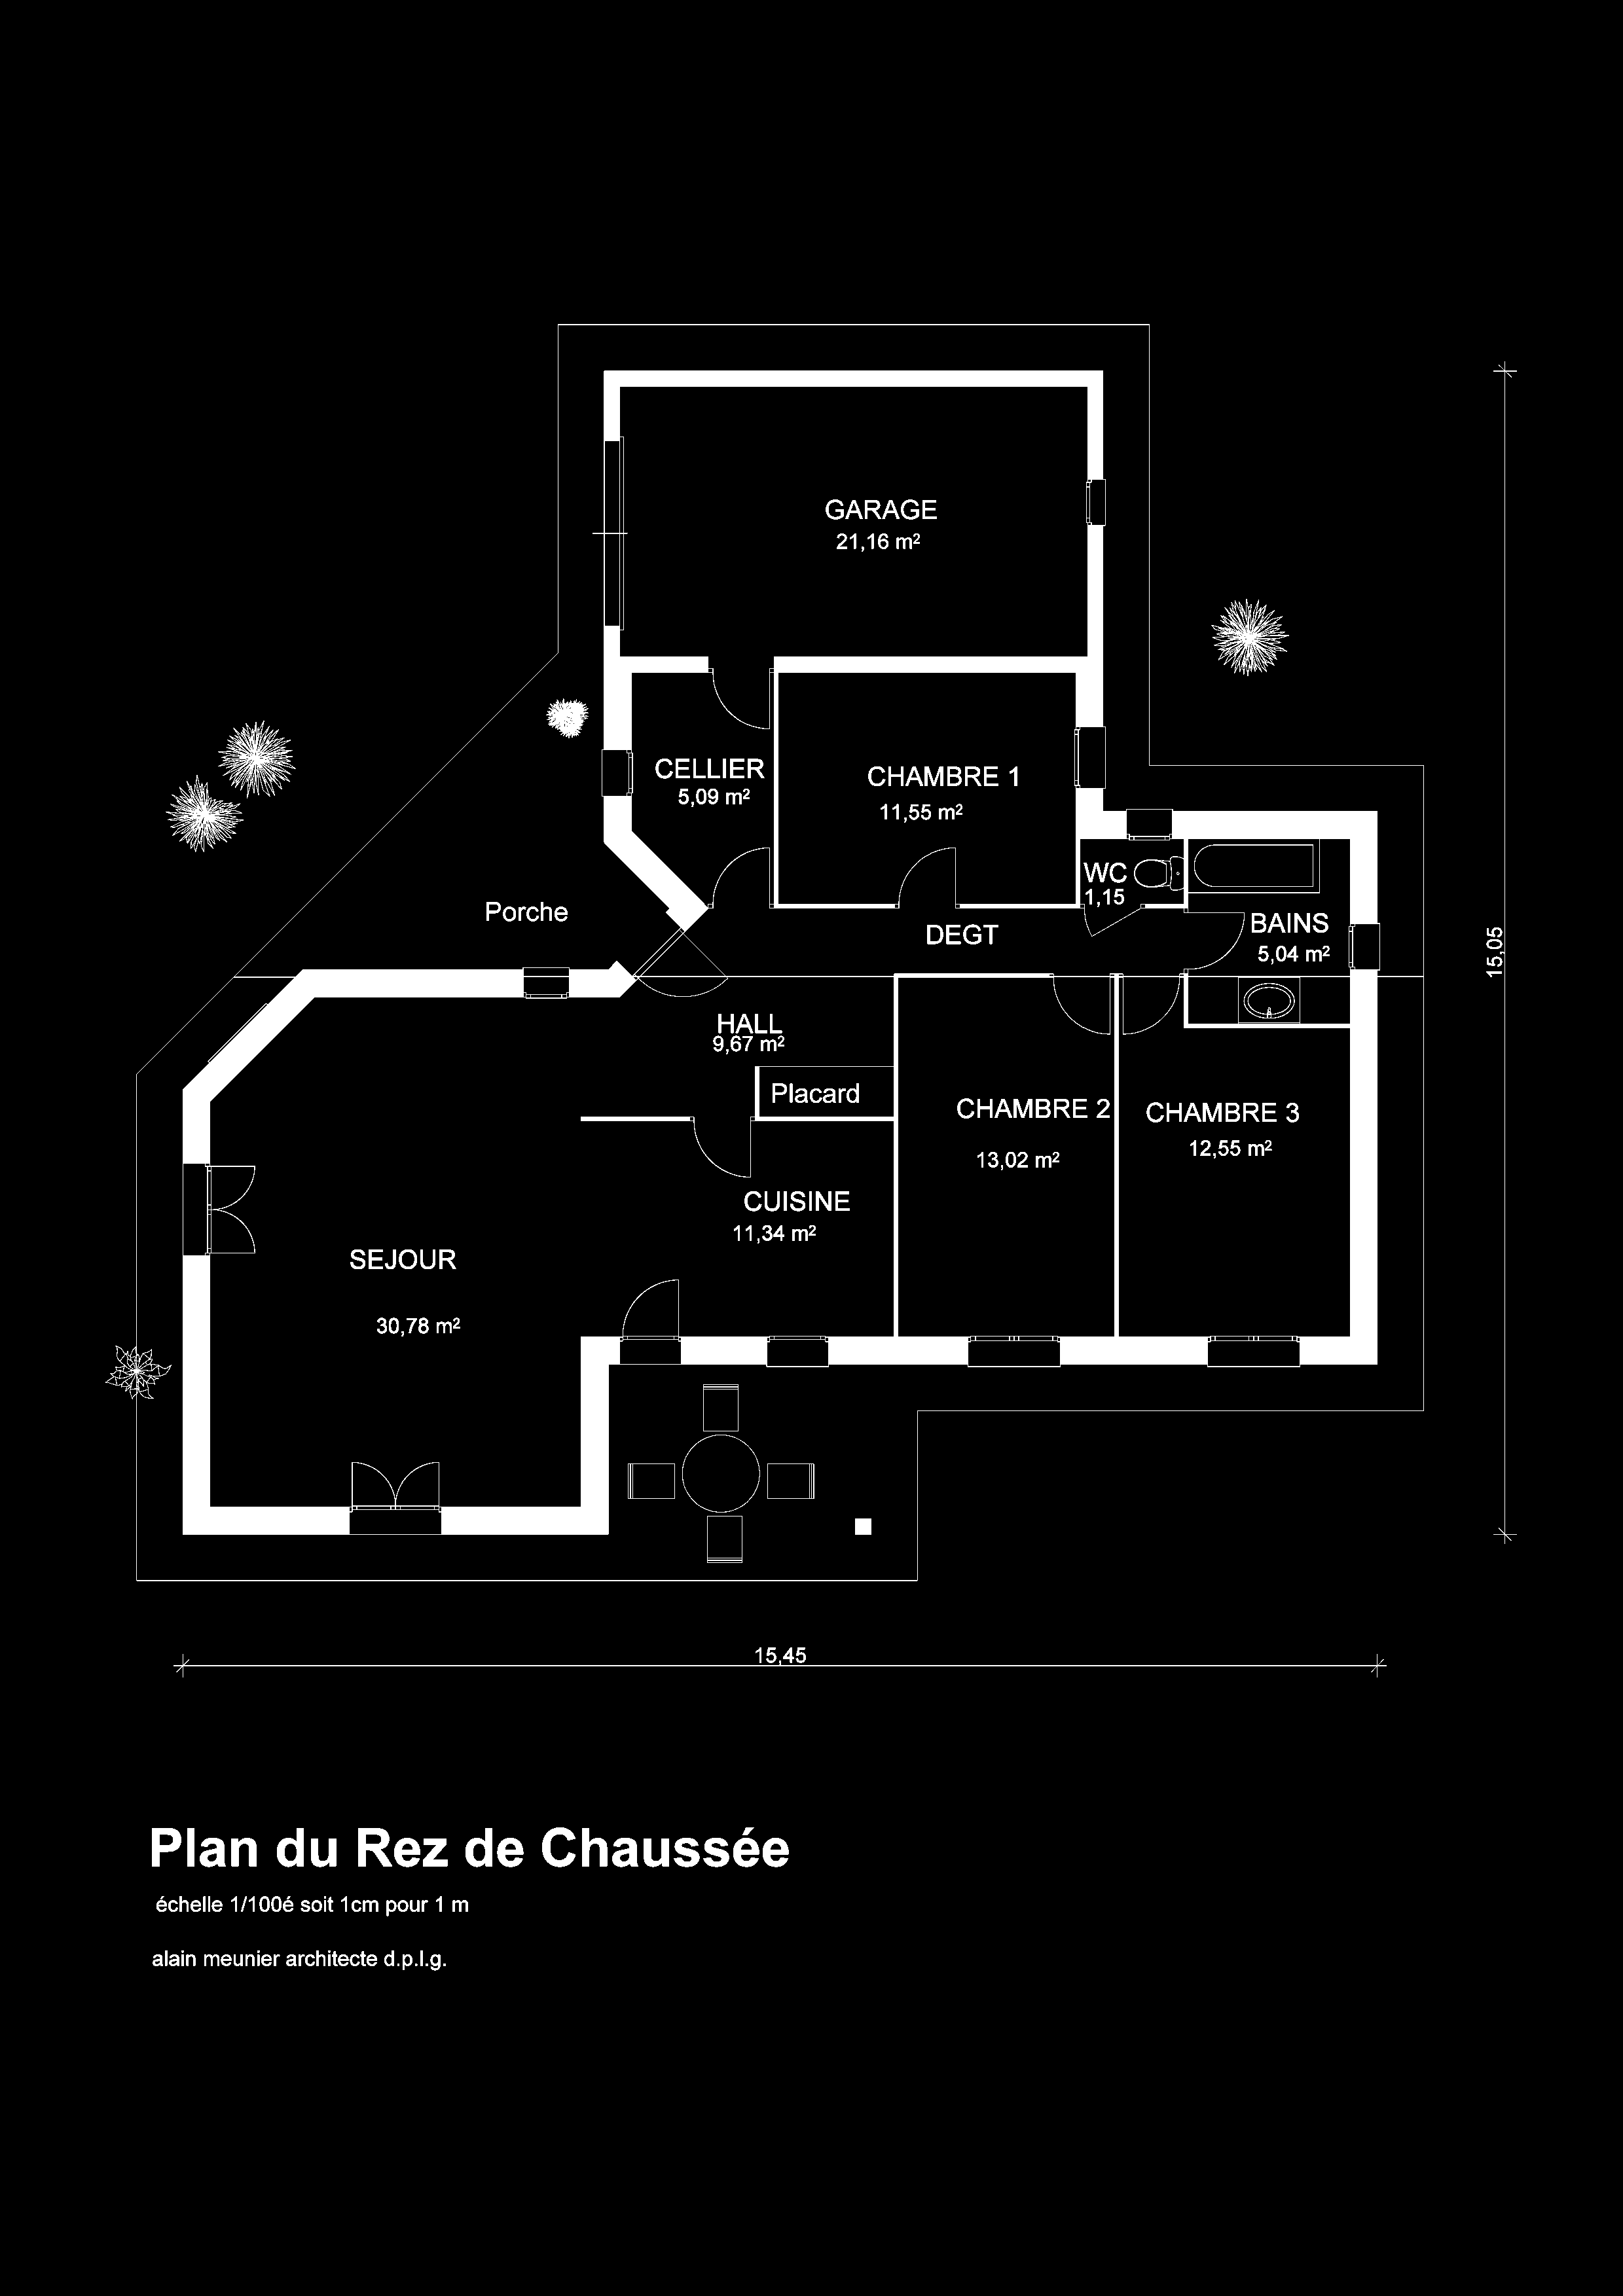 GARAGE
21,16 m²
CELLIER
5,09 m²
CHAMBRE 1
11,55 m²
WC
1,15
Porche
DEGT
BAINS
5,04 m²
15,05
HALL
9,67 m²
Placard
CHAMBRE 2
13,02 m²
CHAMBRE 3
12,55 m²
CUISINE
11,34 m²
SEJOUR
30,78 m²
15,45
Plan du Rez de Chaussée
échelle 1/100é soit 1cm pour 1 m
alain meunier architecte d.p.l.g.